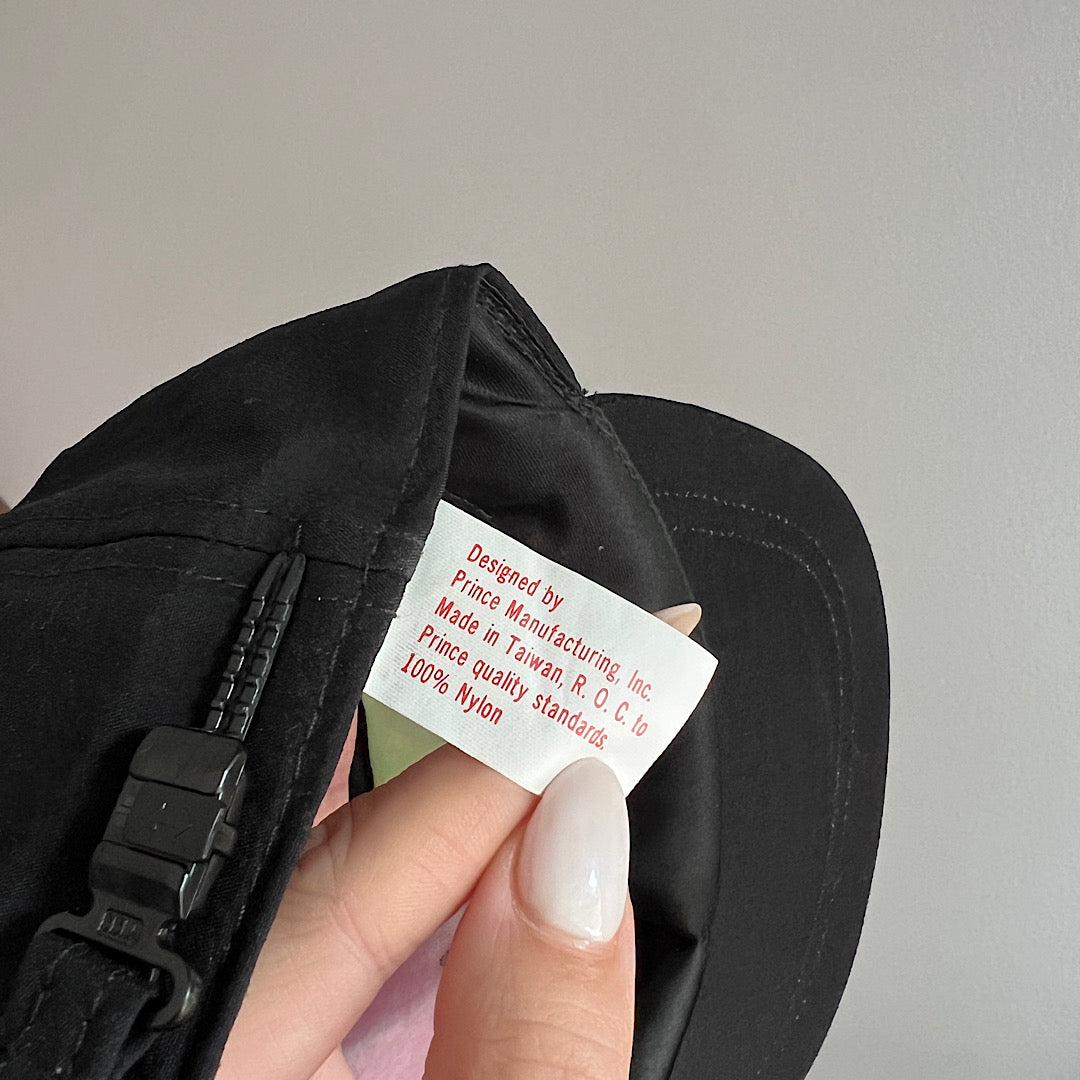 Designed by
Prince Manufacturing, Inc.
Made in Taiwan, R. O. C. to
Prince quality standards.
100% Nylon